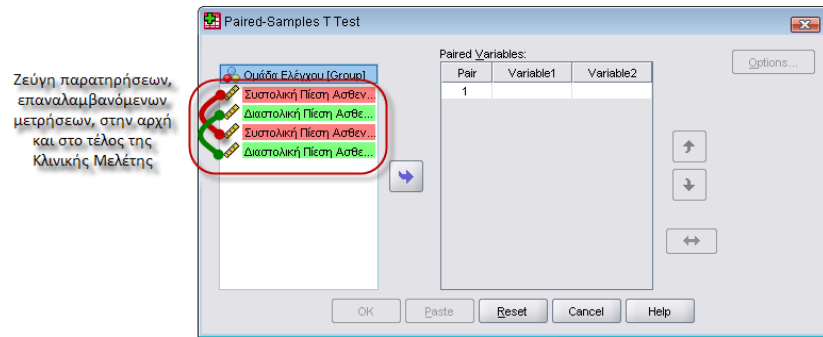 Paired-Samples T Test
Ζεύγη παρατηρήσεων,
επαναλαμβανόμενων
μετρήσεων, στην αρχή
και στο τέλος της
Κλινικής Μελέτης
Ομάδα Ελέγχου [Group]
Συστολική Πίεση Ασθεν...
Διαστολική Πίεση Ασθε...
Συστολική Πίεση Ασθεν...
Διαστολική Πίεση Ασθε...
Paired Variables:
Pair Variable1 Variable2
1
Options...
OK Paste Reset Cancel Help